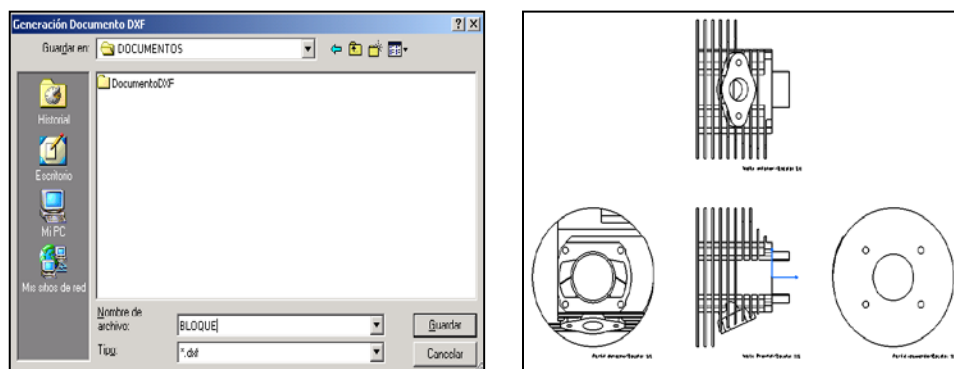 Generación Documento DXF
Guardar en:
DOCUMENTOS
DocumentoDXF
Historial
Escritorio
Mi PC
Mis sitios de red
Nombre de
archivo:
BLOQUE
Guardar
Tipo:
*.dxf
Cancelar